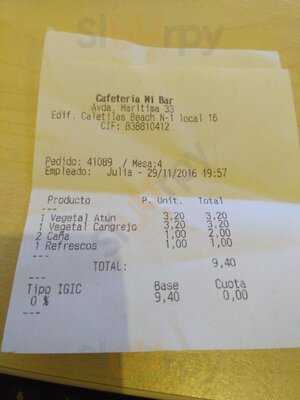 Cafeteria Mi Bar
Avda. Maritima 33
Edif. Caletillas Beach N-1 local 16
CIF: B38810412
Pedido: 41089 / Mesa:4
Empleado: Julia - 29/11/2016 19:57
Producto P. Unit. Total
---
1 Vegetal Atún 3,20 3,20
1 Vegetal Cangrejo 3,20 3,20
2 Caña 1,00 2,00
1 Refrescos 1,00 1,00
---
TOTAL: 9,40
---
Tipo IGIC Base Cuota
0 % 9,40 0,00
---